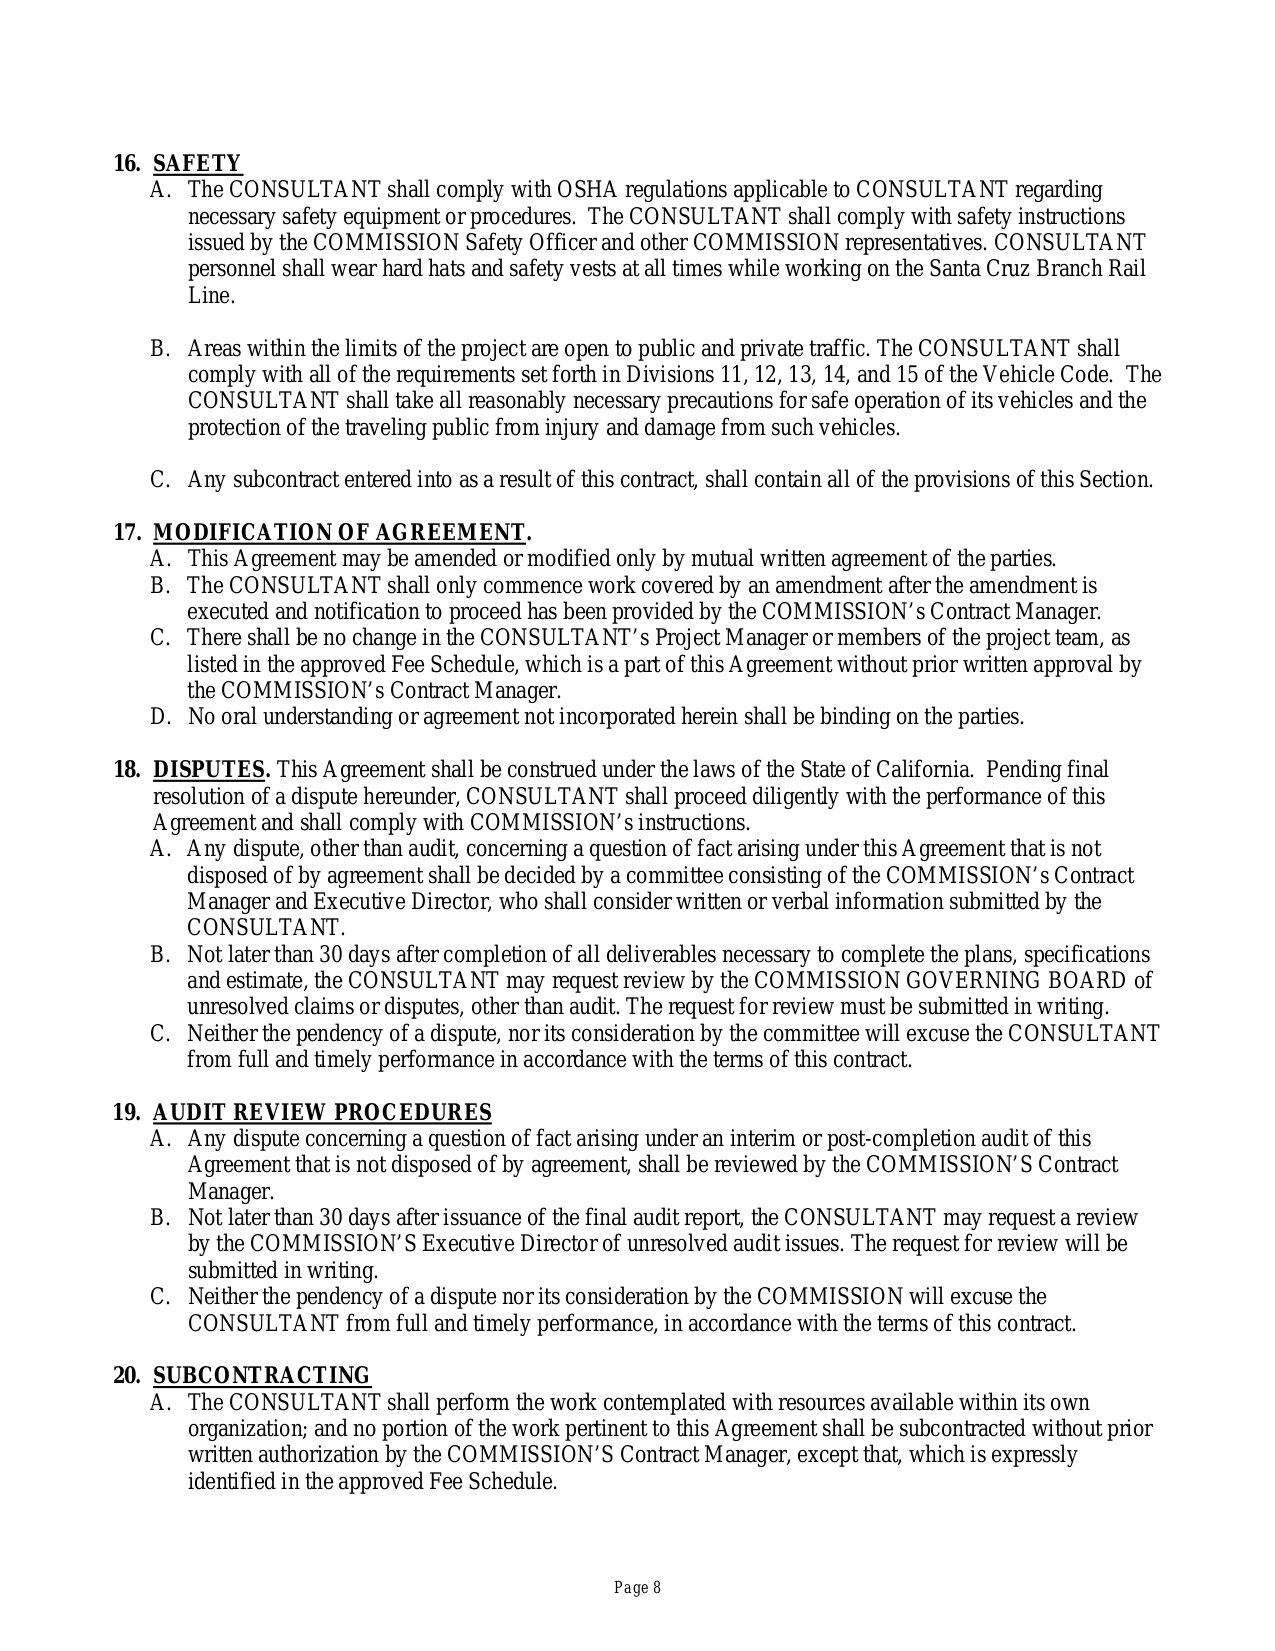 16. SAFETY
A. The CONSULTANT shall comply with OSHA regulations applicable to CONSULTANT regarding
necessary safety equipment or procedures.  The CONSULTANT shall comply with safety instructions
issued by the COMMISSION Safety Officer and other COMMISSION representatives. CONSULTANT
personnel shall wear hard hats and safety vests at all times while working on the Santa Cruz Branch Rail
Line.
B. Areas within the limits of the project are open to public and private traffic. The CONSULTANT shall
comply with all of the requirements set forth in Divisions 11, 12, 13, 14, and 15 of the Vehicle Code.  The
CONSULTANT shall take all reasonably necessary precautions for safe operation of its vehicles and the
protection of the traveling public from injury and damage from such vehicles.
C. Any subcontract entered into as a result of this contract, shall contain all of the provisions of this Section.
17. MODIFICATION OF AGREEMENT.
A. This Agreement may be amended or modified only by mutual written agreement of the parties.
B. The CONSULTANT shall only commence work covered by an amendment after the amendment is
executed and notification to proceed has been provided by the COMMISSION’s Contract Manager.
C. There shall be no change in the CONSULTANT’s Project Manager or members of the project team, as
listed in the approved Fee Schedule, which is a part of this Agreement without prior written approval by
the COMMISSION’s Contract Manager.
D. No oral understanding or agreement not incorporated herein shall be binding on the parties.
18. DISPUTES. This Agreement shall be construed under the laws of the State of California.  Pending final
resolution of a dispute hereunder, CONSULTANT shall proceed diligently with the performance of this
Agreement and shall comply with COMMISSION’s instructions.
A. Any dispute, other than audit, concerning a question of fact arising under this Agreement that is not
disposed of by agreement shall be decided by a committee consisting of the COMMISSION’s Contract
Manager and Executive Director, who shall consider written or verbal information submitted by the
CONSULTANT.
B. Not later than 30 days after completion of all deliverables necessary to complete the plans, specifications
and estimate, the CONSULTANT may request review by the COMMISSION GOVERNING BOARD of
unresolved claims or disputes, other than audit. The request for review must be submitted in writing.
C. Neither the pendency of a dispute, nor its consideration by the committee will excuse the CONSULTANT
from full and timely performance in accordance with the terms of this contract.
19. AUDIT REVIEW PROCEDURES
A. Any dispute concerning a question of fact arising under an interim or post-completion audit of this
Agreement that is not disposed of by agreement, shall be reviewed by the COMMISSION’S Contract
Manager.
B. Not later than 30 days after issuance of the final audit report, the CONSULTANT may request a review
by the COMMISSION’S Executive Director of unresolved audit issues. The request for review will be
submitted in writing.
C. Neither the pendency of a dispute nor its consideration by the COMMISSION will excuse the
CONSULTANT from full and timely performance, in accordance with the terms of this contract.
20. SUBCONTRACTING
A. The CONSULTANT shall perform the work contemplated with resources available within its own
organization; and no portion of the work pertinent to this Agreement shall be subcontracted without prior
written authorization by the COMMISSION’S Contract Manager, except that, which is expressly
identified in the approved Fee Schedule.
Page 8